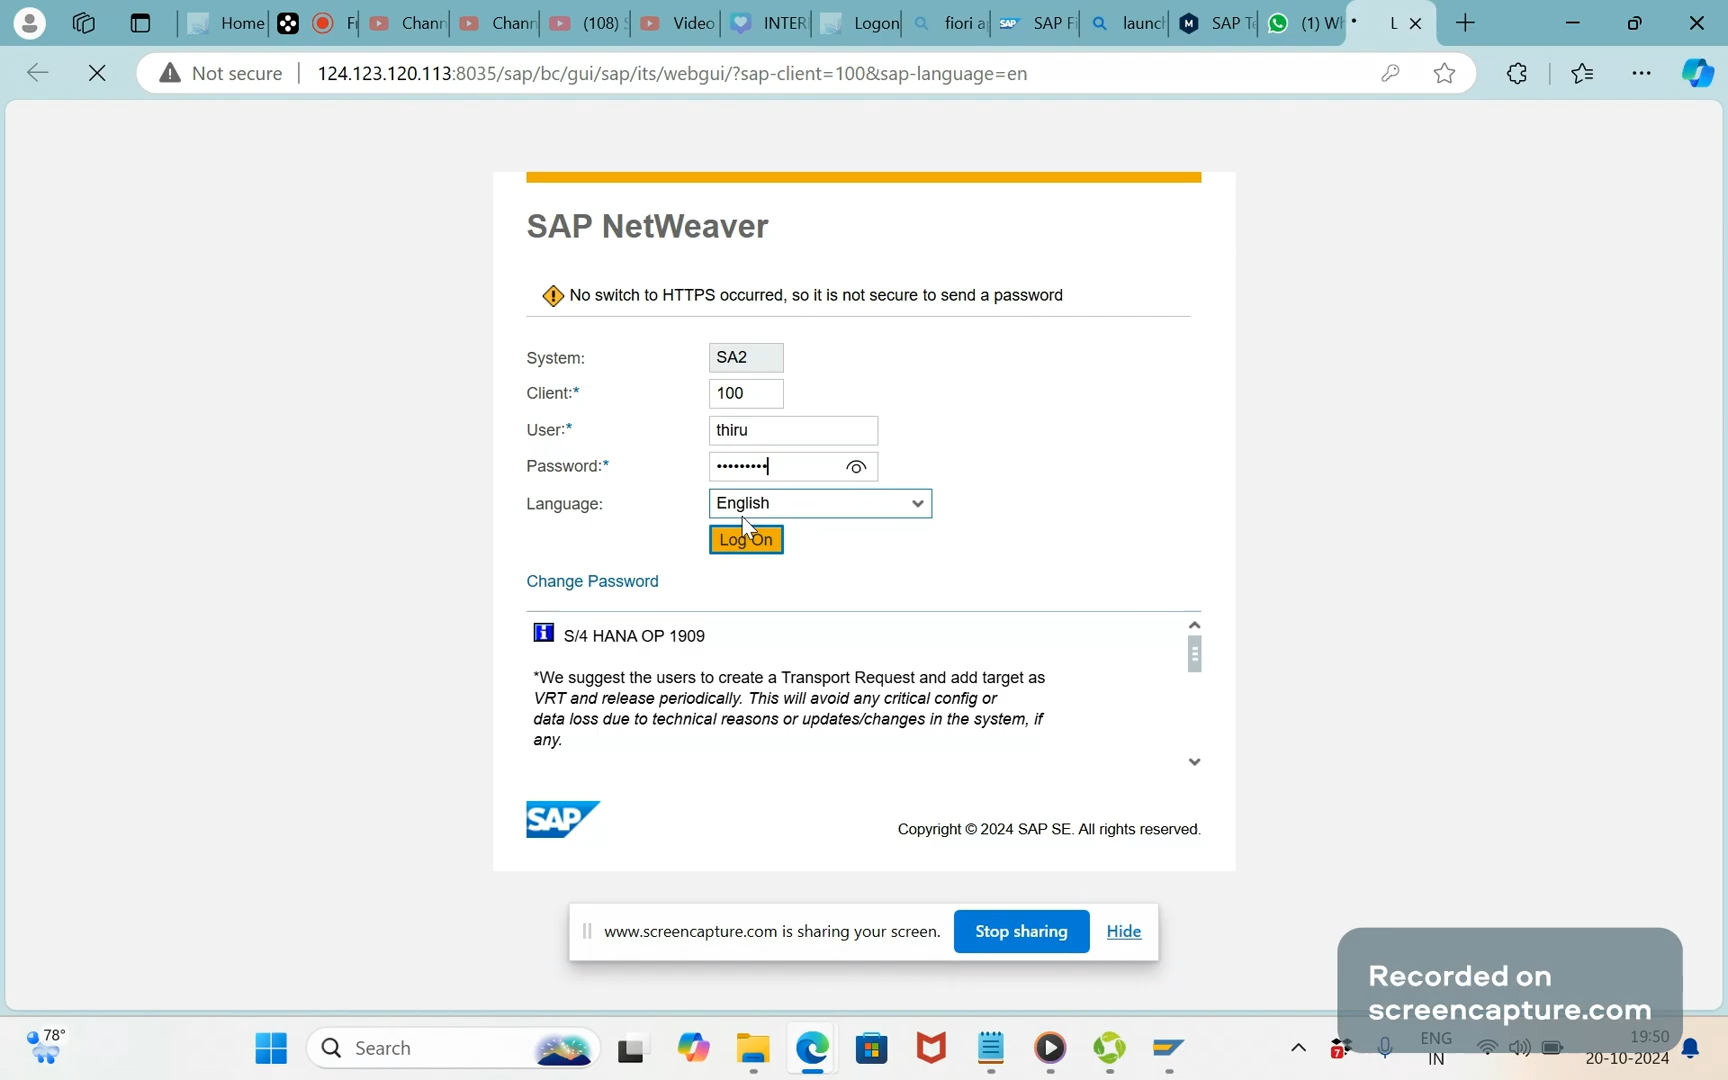 Home
Chann
Chann
(108)
Video
INTER
Logon
fiori a
SAP Fi
launch
SAP Te
(1) Wh
L
Not secure
124.123.120.113:8035/sap/bc/gui/sap/its/webgui/?sap-client=100&sap-language=en
SAP NetWeaver
No switch to HTTPS occurred, so it is not secure to send a password
System: SA2
Client:* 100
User:* thiru
Password:* •••••••••
Language: English
Log On
Change Password
S/4 HANA OP 1909
*We suggest the users to create a Transport Request and add target as
VRT and release periodically. This will avoid any critical config or
data loss due to technical reasons or updates/changes in the system, if
any.
SAP
Copyright © 2024 SAP SE. All rights reserved.
www.screencapture.com is sharing your screen. Stop sharing Hide
Recorded on
screencapture.com
78°
Search
7
ENG
IN
19:50
20-10-2024